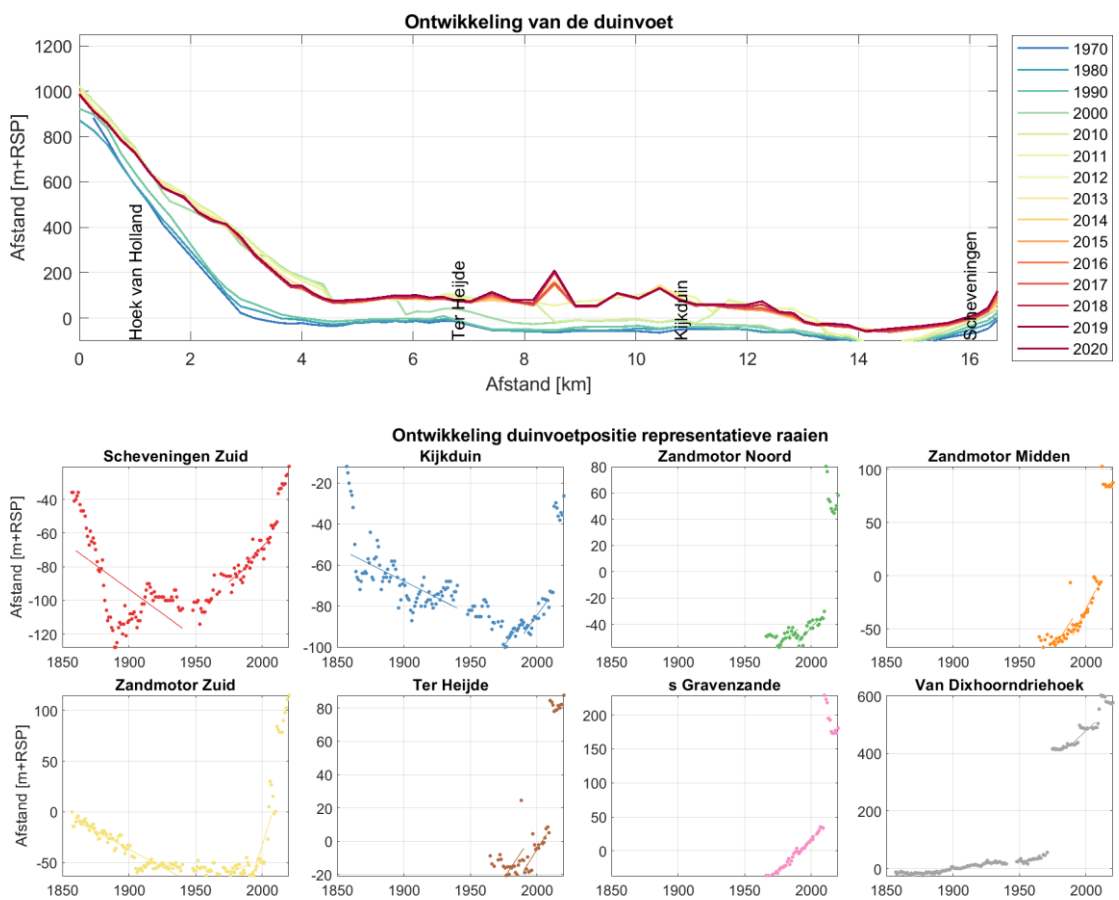 Ontwikkeling van de duinvoet
1200
1000
800
600
400
200
0
Afstand [m+RSP]
0 2 4 6 8 10 12 14 16
Afstand [km]
Hoek van Holland
Ter Heijde
Kijkduin
Scheveningen
1970
1980
1990
2000
2010
2011
2012
2013
2014
2015
2016
2017
2018
2019
2020
Ontwikkeling duinvoetpositie representatieve raaien
Scheveningen Zuid
Afstand [m+RSP]
-40
-60
-80
-100
-120
1850 1900 1950 2000
Kijkduin
-20
-40
-60
-80
-100
1850 1900 1950 2000
Zandmotor Noord
80
60
40
20
0
-20
-40
1850 1900 1950 2000
Zandmotor Midden
100
50
0
-50
1850 1900 1950 2000
Zandmotor Zuid
Afstand [m+RSP]
100
50
0
-50
1850 1900 1950 2000
Ter Heijde
80
60
40
20
0
-20
1850 1900 1950 2000
s Gravenzande
200
150
100
50
0
1850 1900 1950 2000
Van Dixhoorndriehoek
600
400
200
0
1850 1900 1950 2000